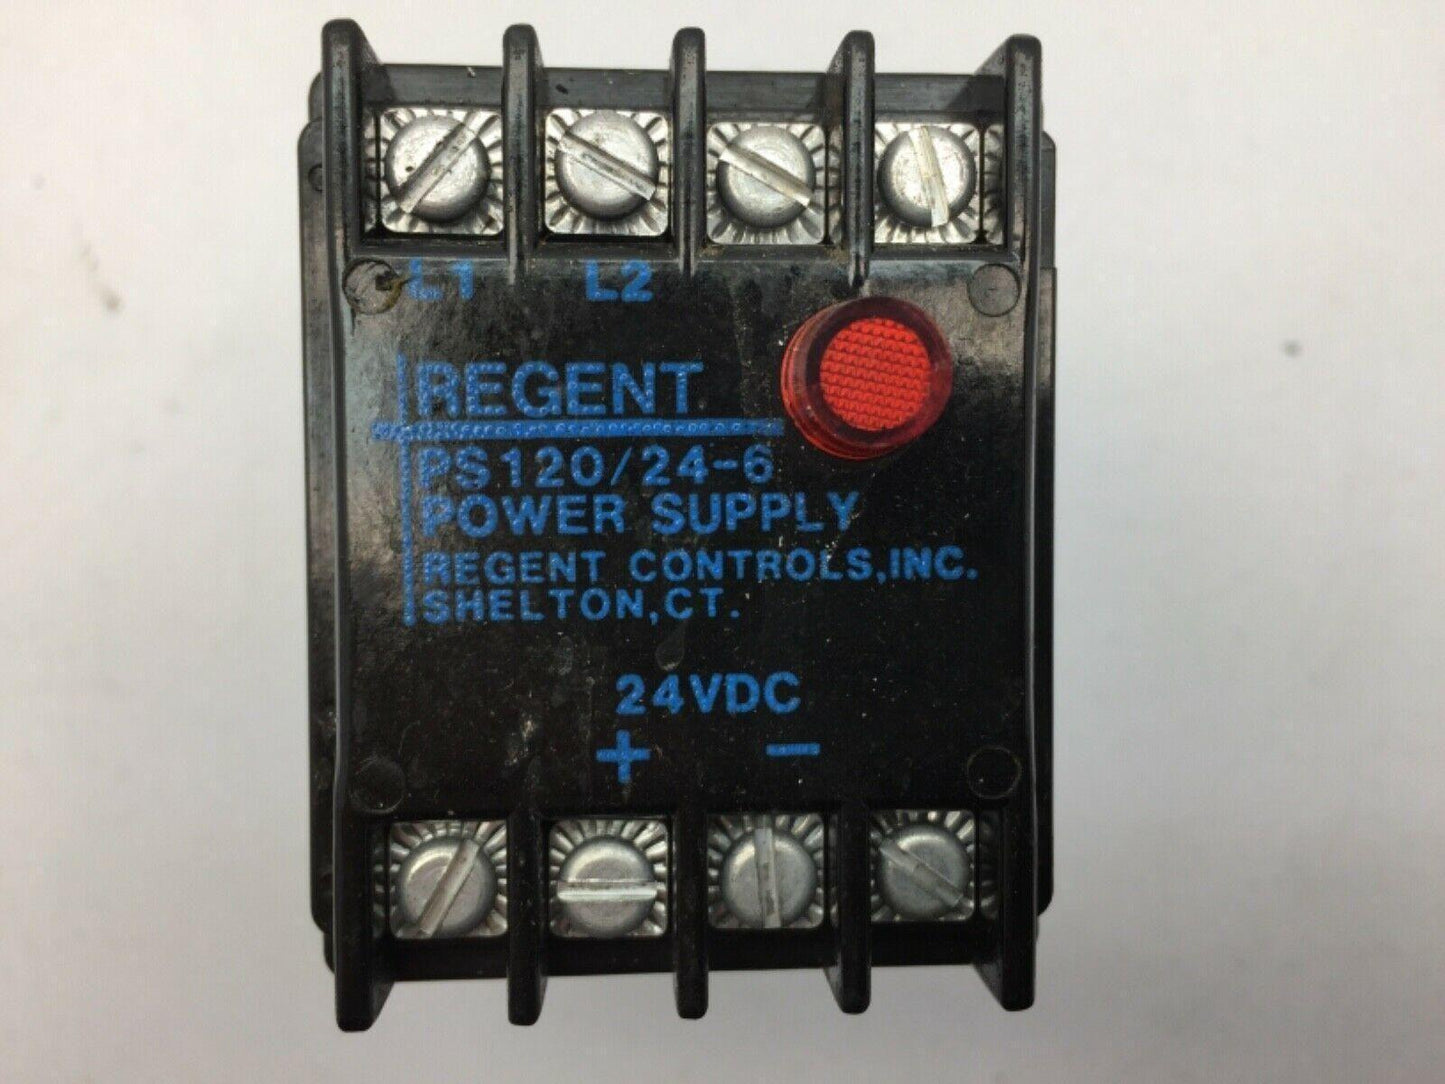 L1 L2
REGENT
PS120/24-6
POWER SUPPLY
REGENT CONTROLS,INC.
SHELTON,CT.
24VDC
+ −